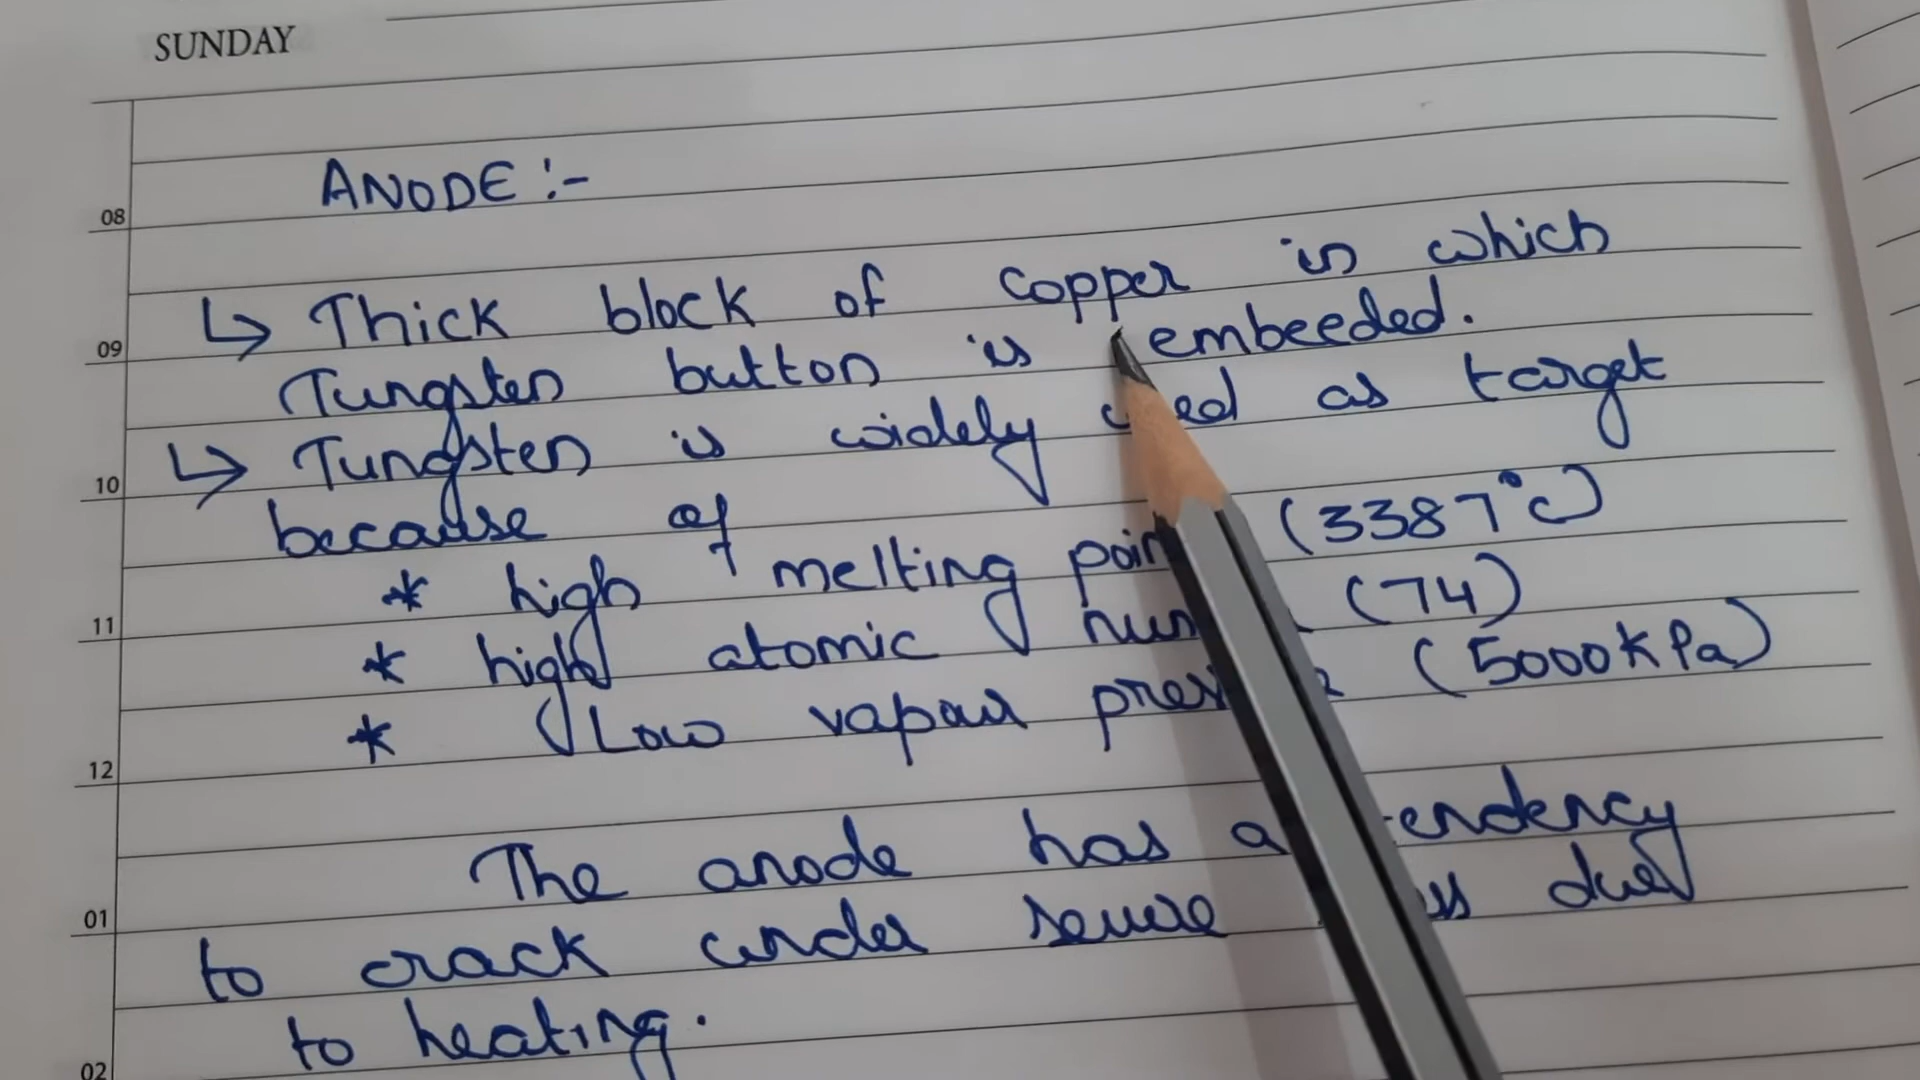 SUNDAY
ANODE :-
08
↳ Thick block of copper in which
09
Tungsten button is embeeded.
↳ Tungsten is widely as target
10
because of
* high melting (3387°C)
11
* high atomic (74)
* Low vapour (5000kPa)
12
The anode has a
01
to crack under severe due
to heating.
02